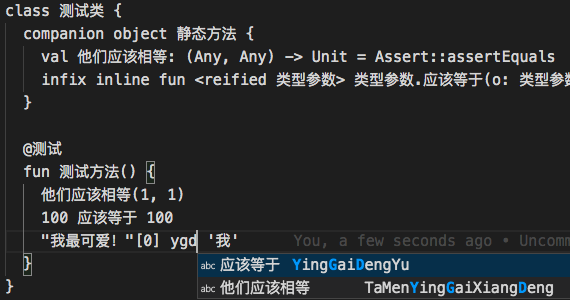 class 测试类 {
companion object 静态方法 {
val 他们应该相等: (Any, Any) -> Unit = Assert::assertEquals
infix inline fun <reified 类型参数> 类型参数.应该等于(o: 类型参数
}
@测试
fun 测试方法() {
他们应该相等(1, 1)
100 应该等于 100
"我最可爱! "[0] ygd '我' You, a few seconds ago • Uncomm
abc 应该等于 YingGaiDengYu
} abc 他们应该相等 TaMenYingGaiXiangDeng
}